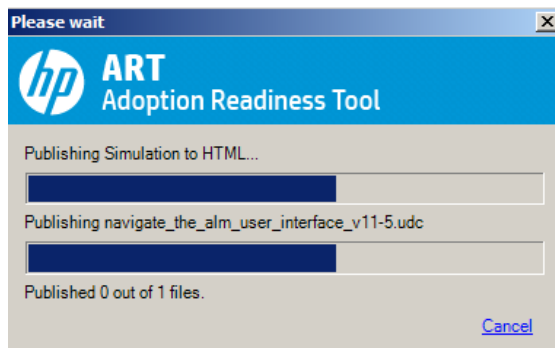 Please wait
hp
ART
Adoption Readiness Tool
Publishing Simulation to HTML...
Publishing navigate_the_alm_user_interface_v11-5.udc
Published 0 out of 1 files.
Cancel